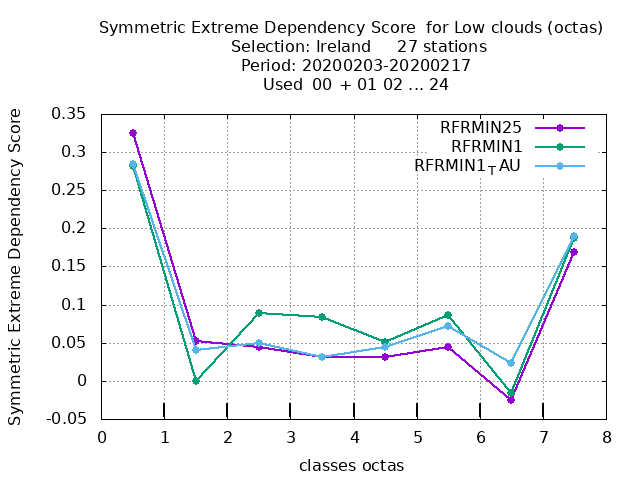 Symmetric Extreme Dependency Score for Low clouds (octas)
Selection: Ireland 27 stations
Period: 20200203-20200217
Used 00 + 01 02 ... 24
Symmetric Extreme Dependency Score
0.35
0.3
0.25
0.2
0.15
0.1
0.05
0
-0.05
RFRMIN25
RFRMIN1
RFRMIN1TAU
0 1 2 3 4 5 6 7 8
classes octas